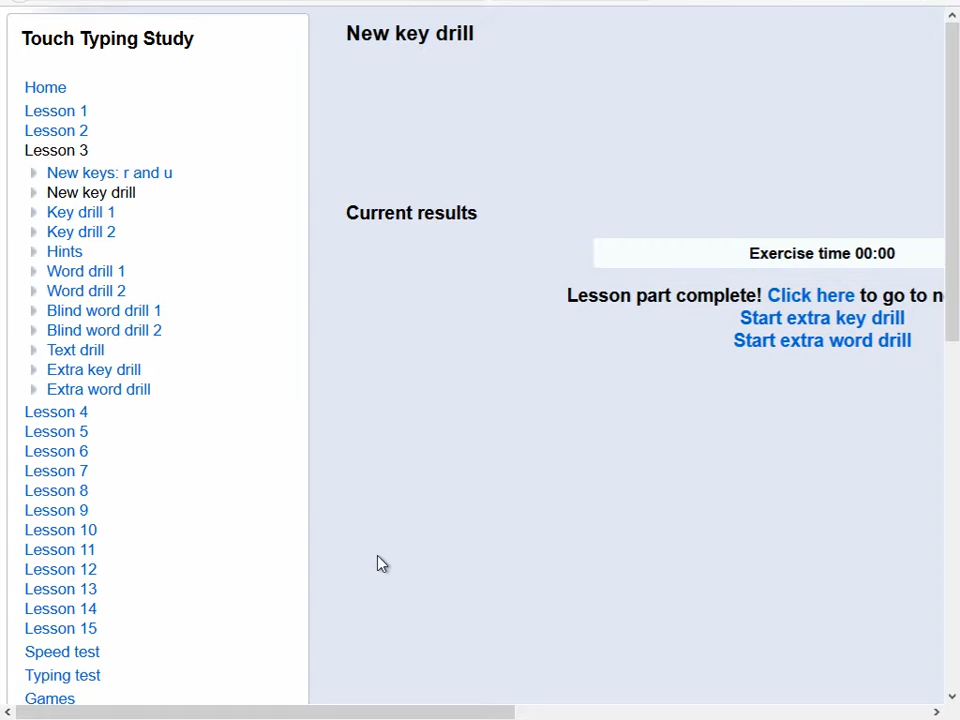 Touch Typing Study
Home
Lesson 1
Lesson 2
Lesson 3
New keys: r and u
New key drill
Key drill 1
Key drill 2
Hints
Word drill 1
Word drill 2
Blind word drill 1
Blind word drill 2
Text drill
Extra key drill
Extra word drill
Lesson 4
Lesson 5
Lesson 6
Lesson 7
Lesson 8
Lesson 9
Lesson 10
Lesson 11
Lesson 12
Lesson 13
Lesson 14
Lesson 15
Speed test
Typing test
Games
New key drill
Current results
Exercise time 00:00
Lesson part complete! Click here to go to n
Start extra key drill
Start extra word drill